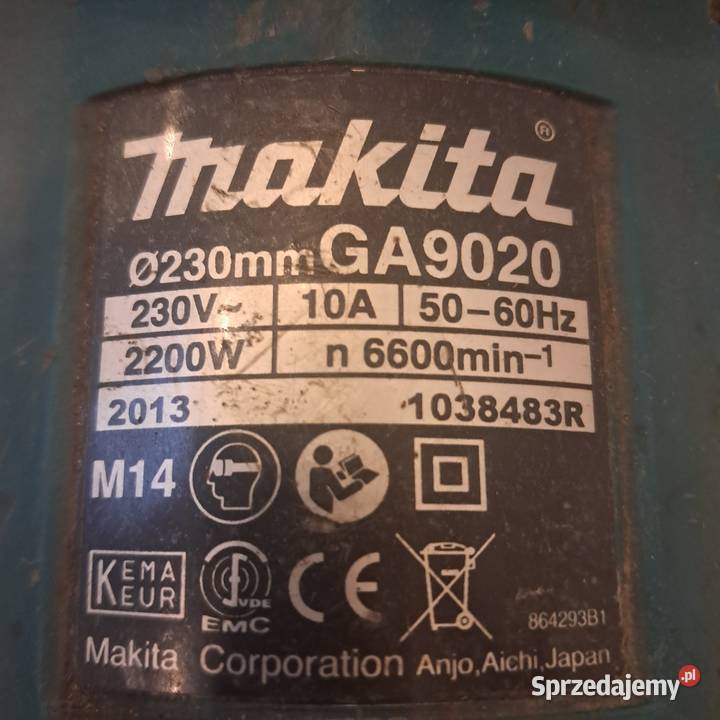 makita ®
Ø230mm GA9020
230V~ 10A 50-60Hz
2200W n 6600min⁻¹
2013 1038483R
M14
KEMA
KEUR
VDE
EMC
CE
864293B1
Makita Corporation Anjo,Aichi,Japan
Sprzedajemy.pl